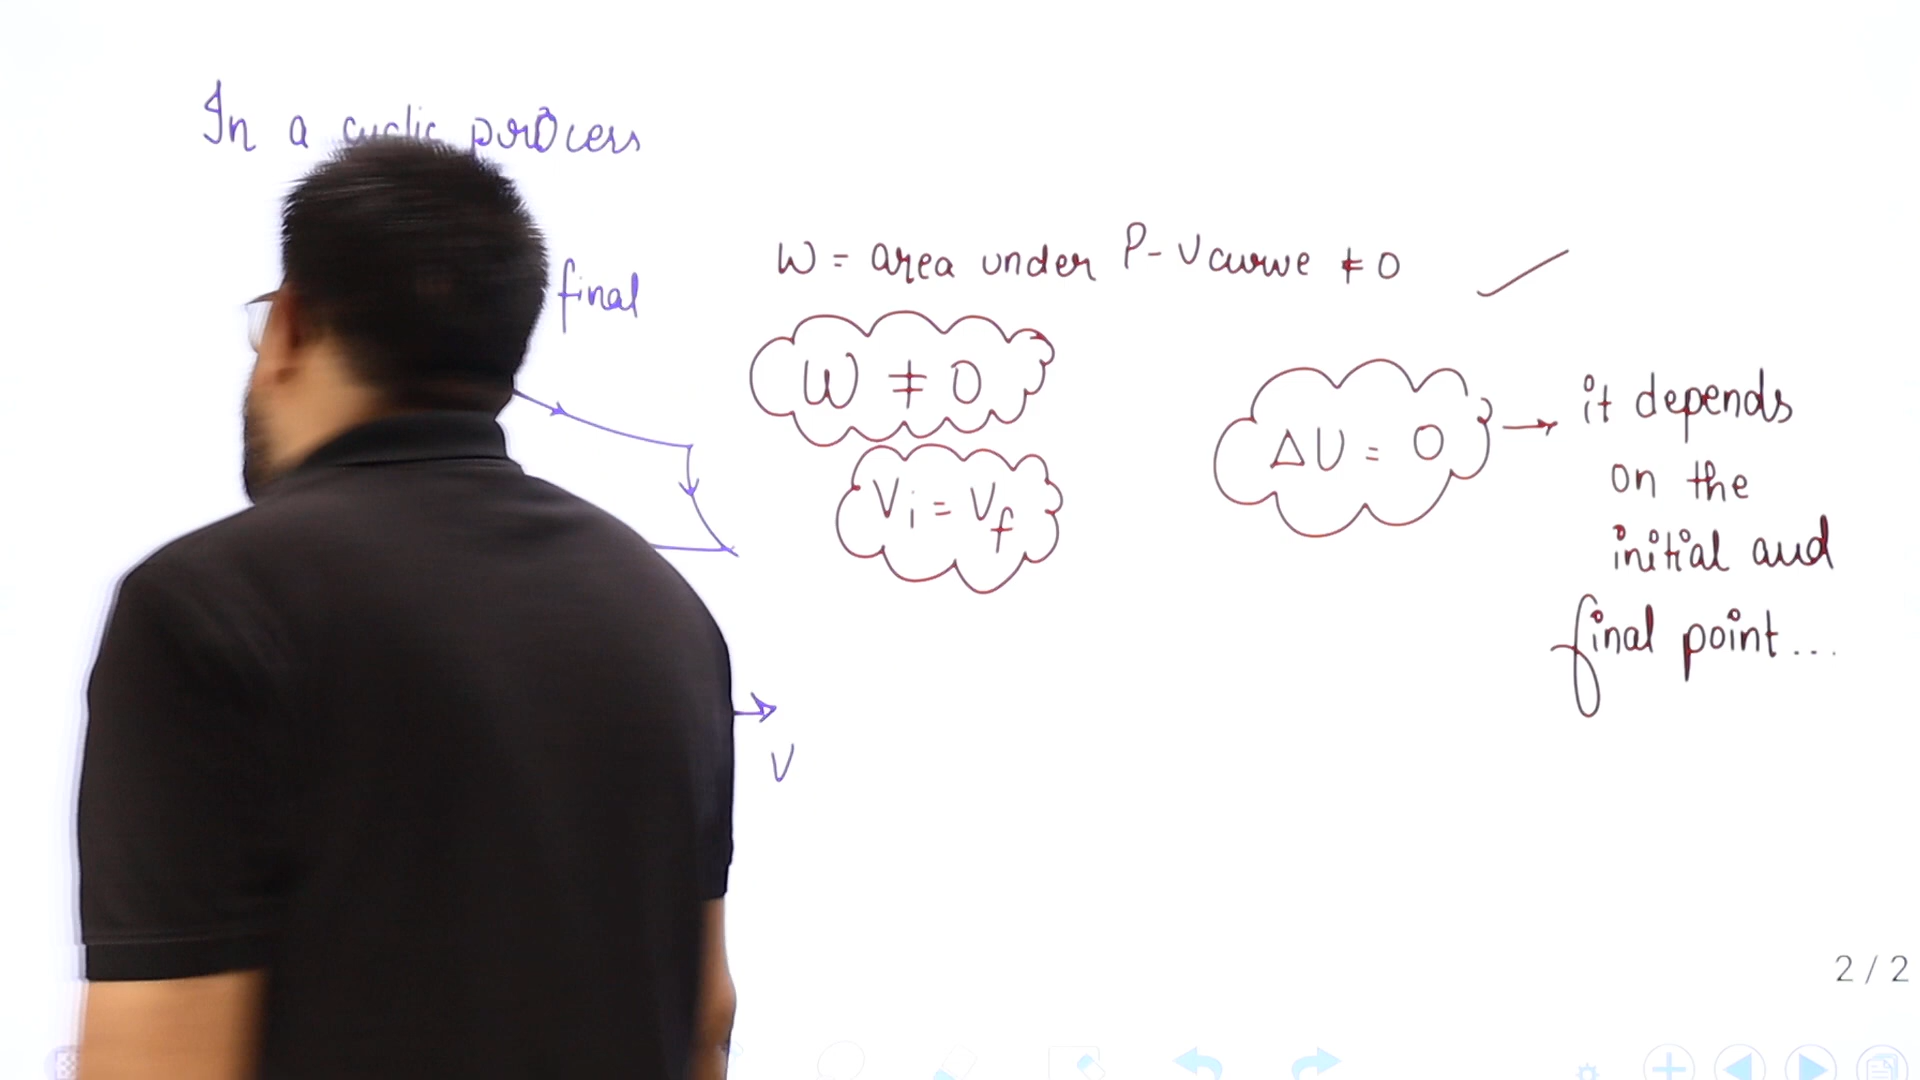 In a cyclic process
final
W = area under P-V curve ≠ 0
W ≠ 0
Vi = Vf
ΔU = 0 → it depends
on the
initial and
final point...
V
2 / 2